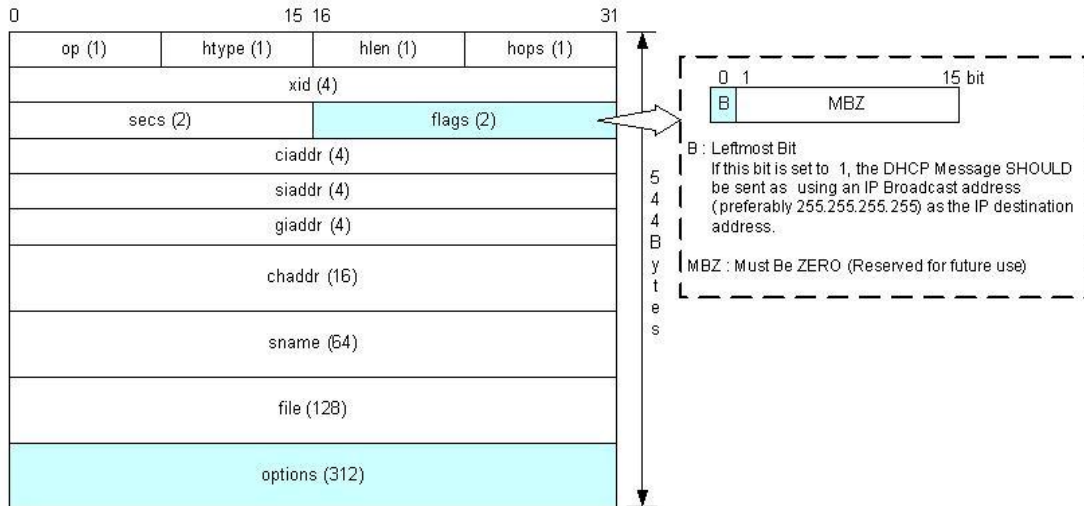 0 15 16 31
op (1) htype (1) hlen (1) hops (1)
xid (4)
secs (2) flags (2)
ciaddr (4)
siaddr (4)
giaddr (4)
chaddr (16)
sname (64)
file (128)
options (312)
5
4
4
B
y
t
e
s
0 1 15 bit
B MBZ
B : Leftmost Bit
If this bit is set to 1, the DHCP Message SHOULD
be sent as using an IP Broadcast address
(preferably 255.255.255.255) as the IP destination
address.
MBZ : Must Be ZERO (Reserved for future use)